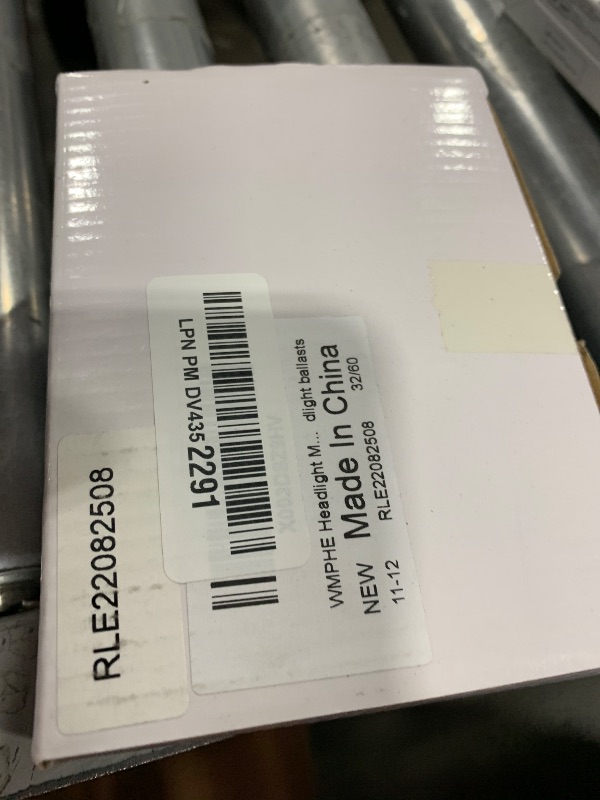 RLE22082508
LPN PM DV4352291
WMPHE Headlight M... dlight ballasts
NEW Made In China
11-12 RLE22082508 32/60